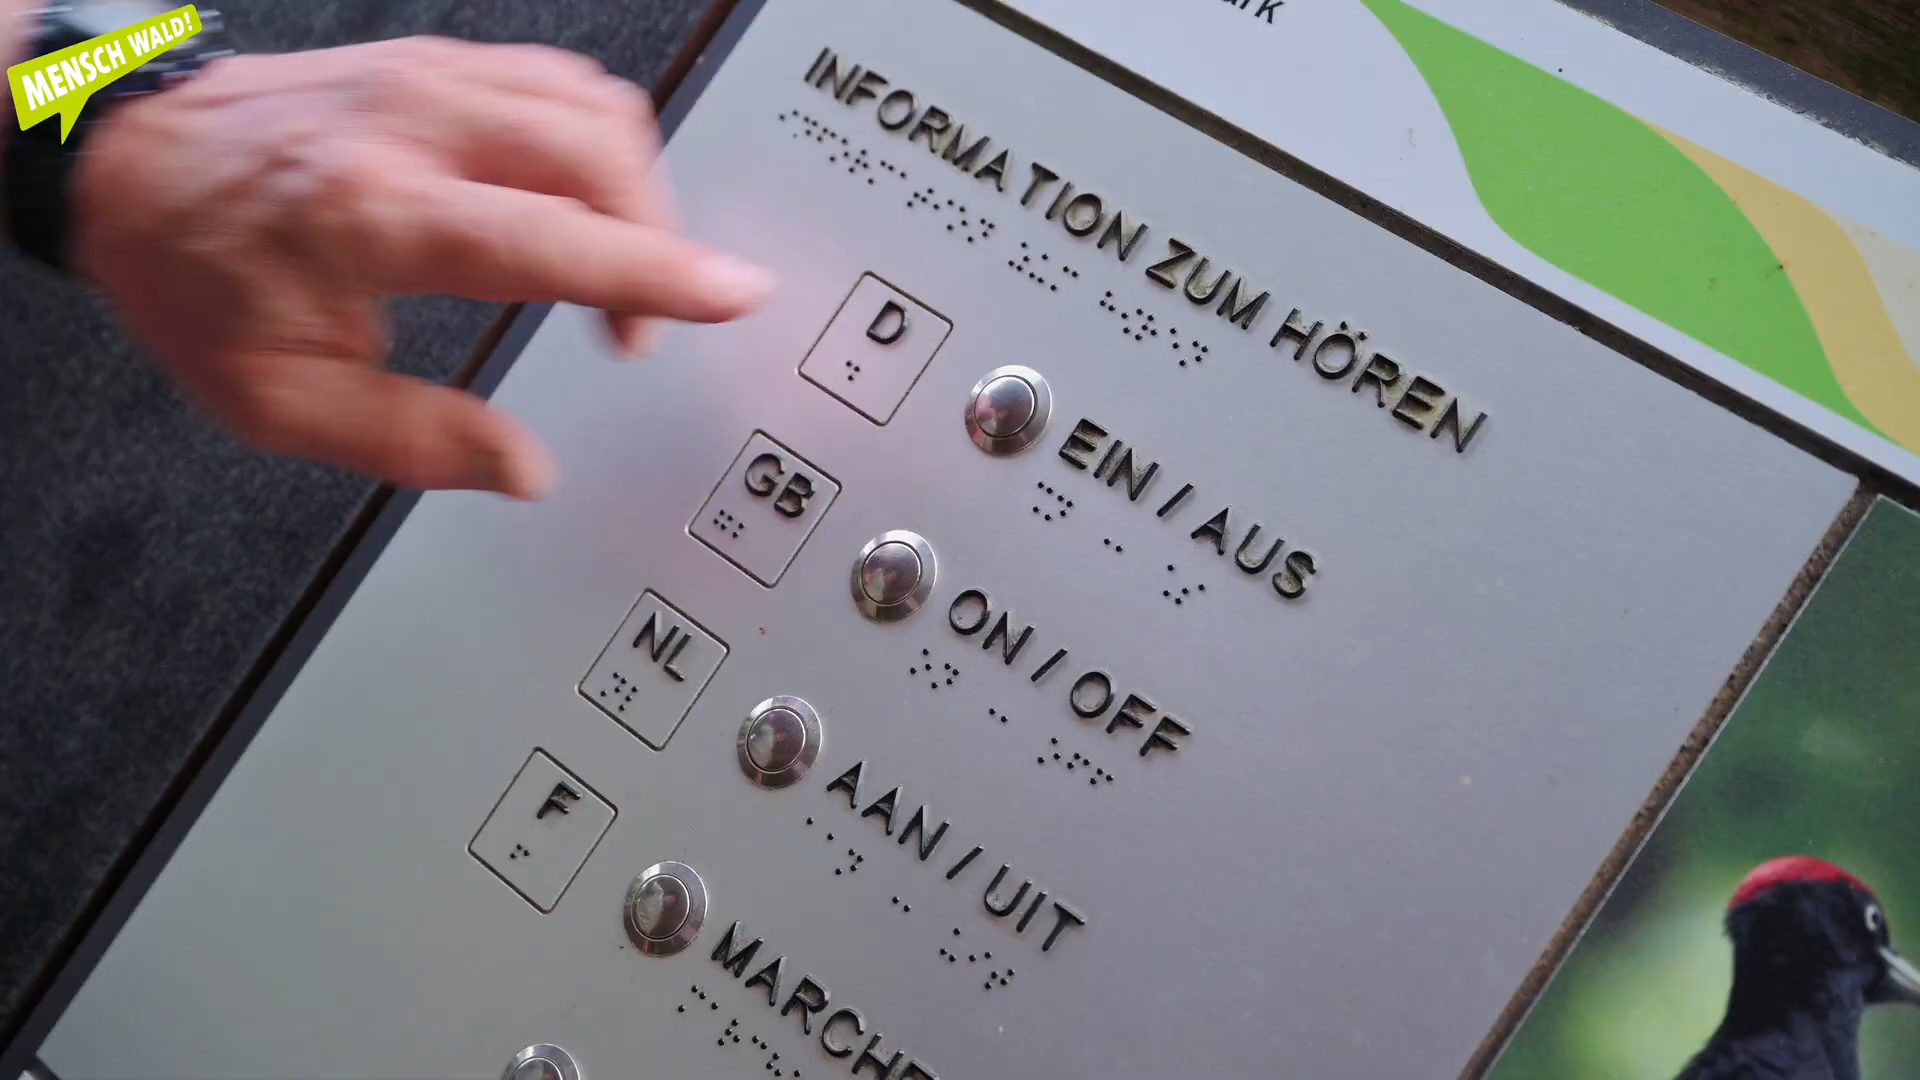 MENSCH WALD!
INFORMATION ZUM HÖREN
D
EIN / AUS
GB
ON / OFF
NL
AAN / UIT
F
MARCHE